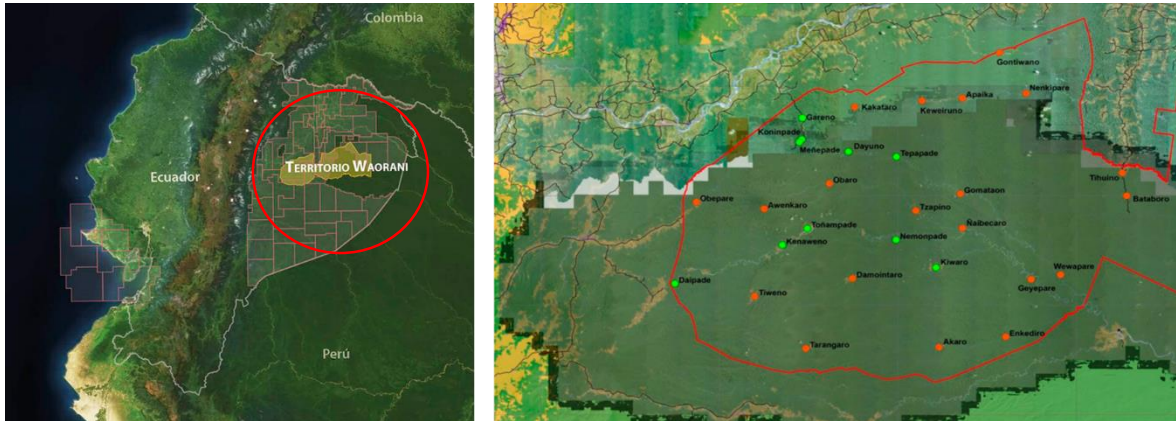 Colombia
Ecuador
TERRITORIO WAORANI
Perú
Gontiwano
Nenkipare
Apaika
Keweiruno
Kakataro
Gareno
Koninpade
Meñepade
Dayuno
Tepapade
Tihuino
Bataboro
Obaro
Gomataon
Obepare
Awenkaro
Tzapino
Toñampade
Ñaibecaro
Kenaweno
Nemonpade
Kiwaro
Wewapare
Daipade
Damointaro
Geyepare
Tiweno
Enkediro
Tarangaro
Akaro